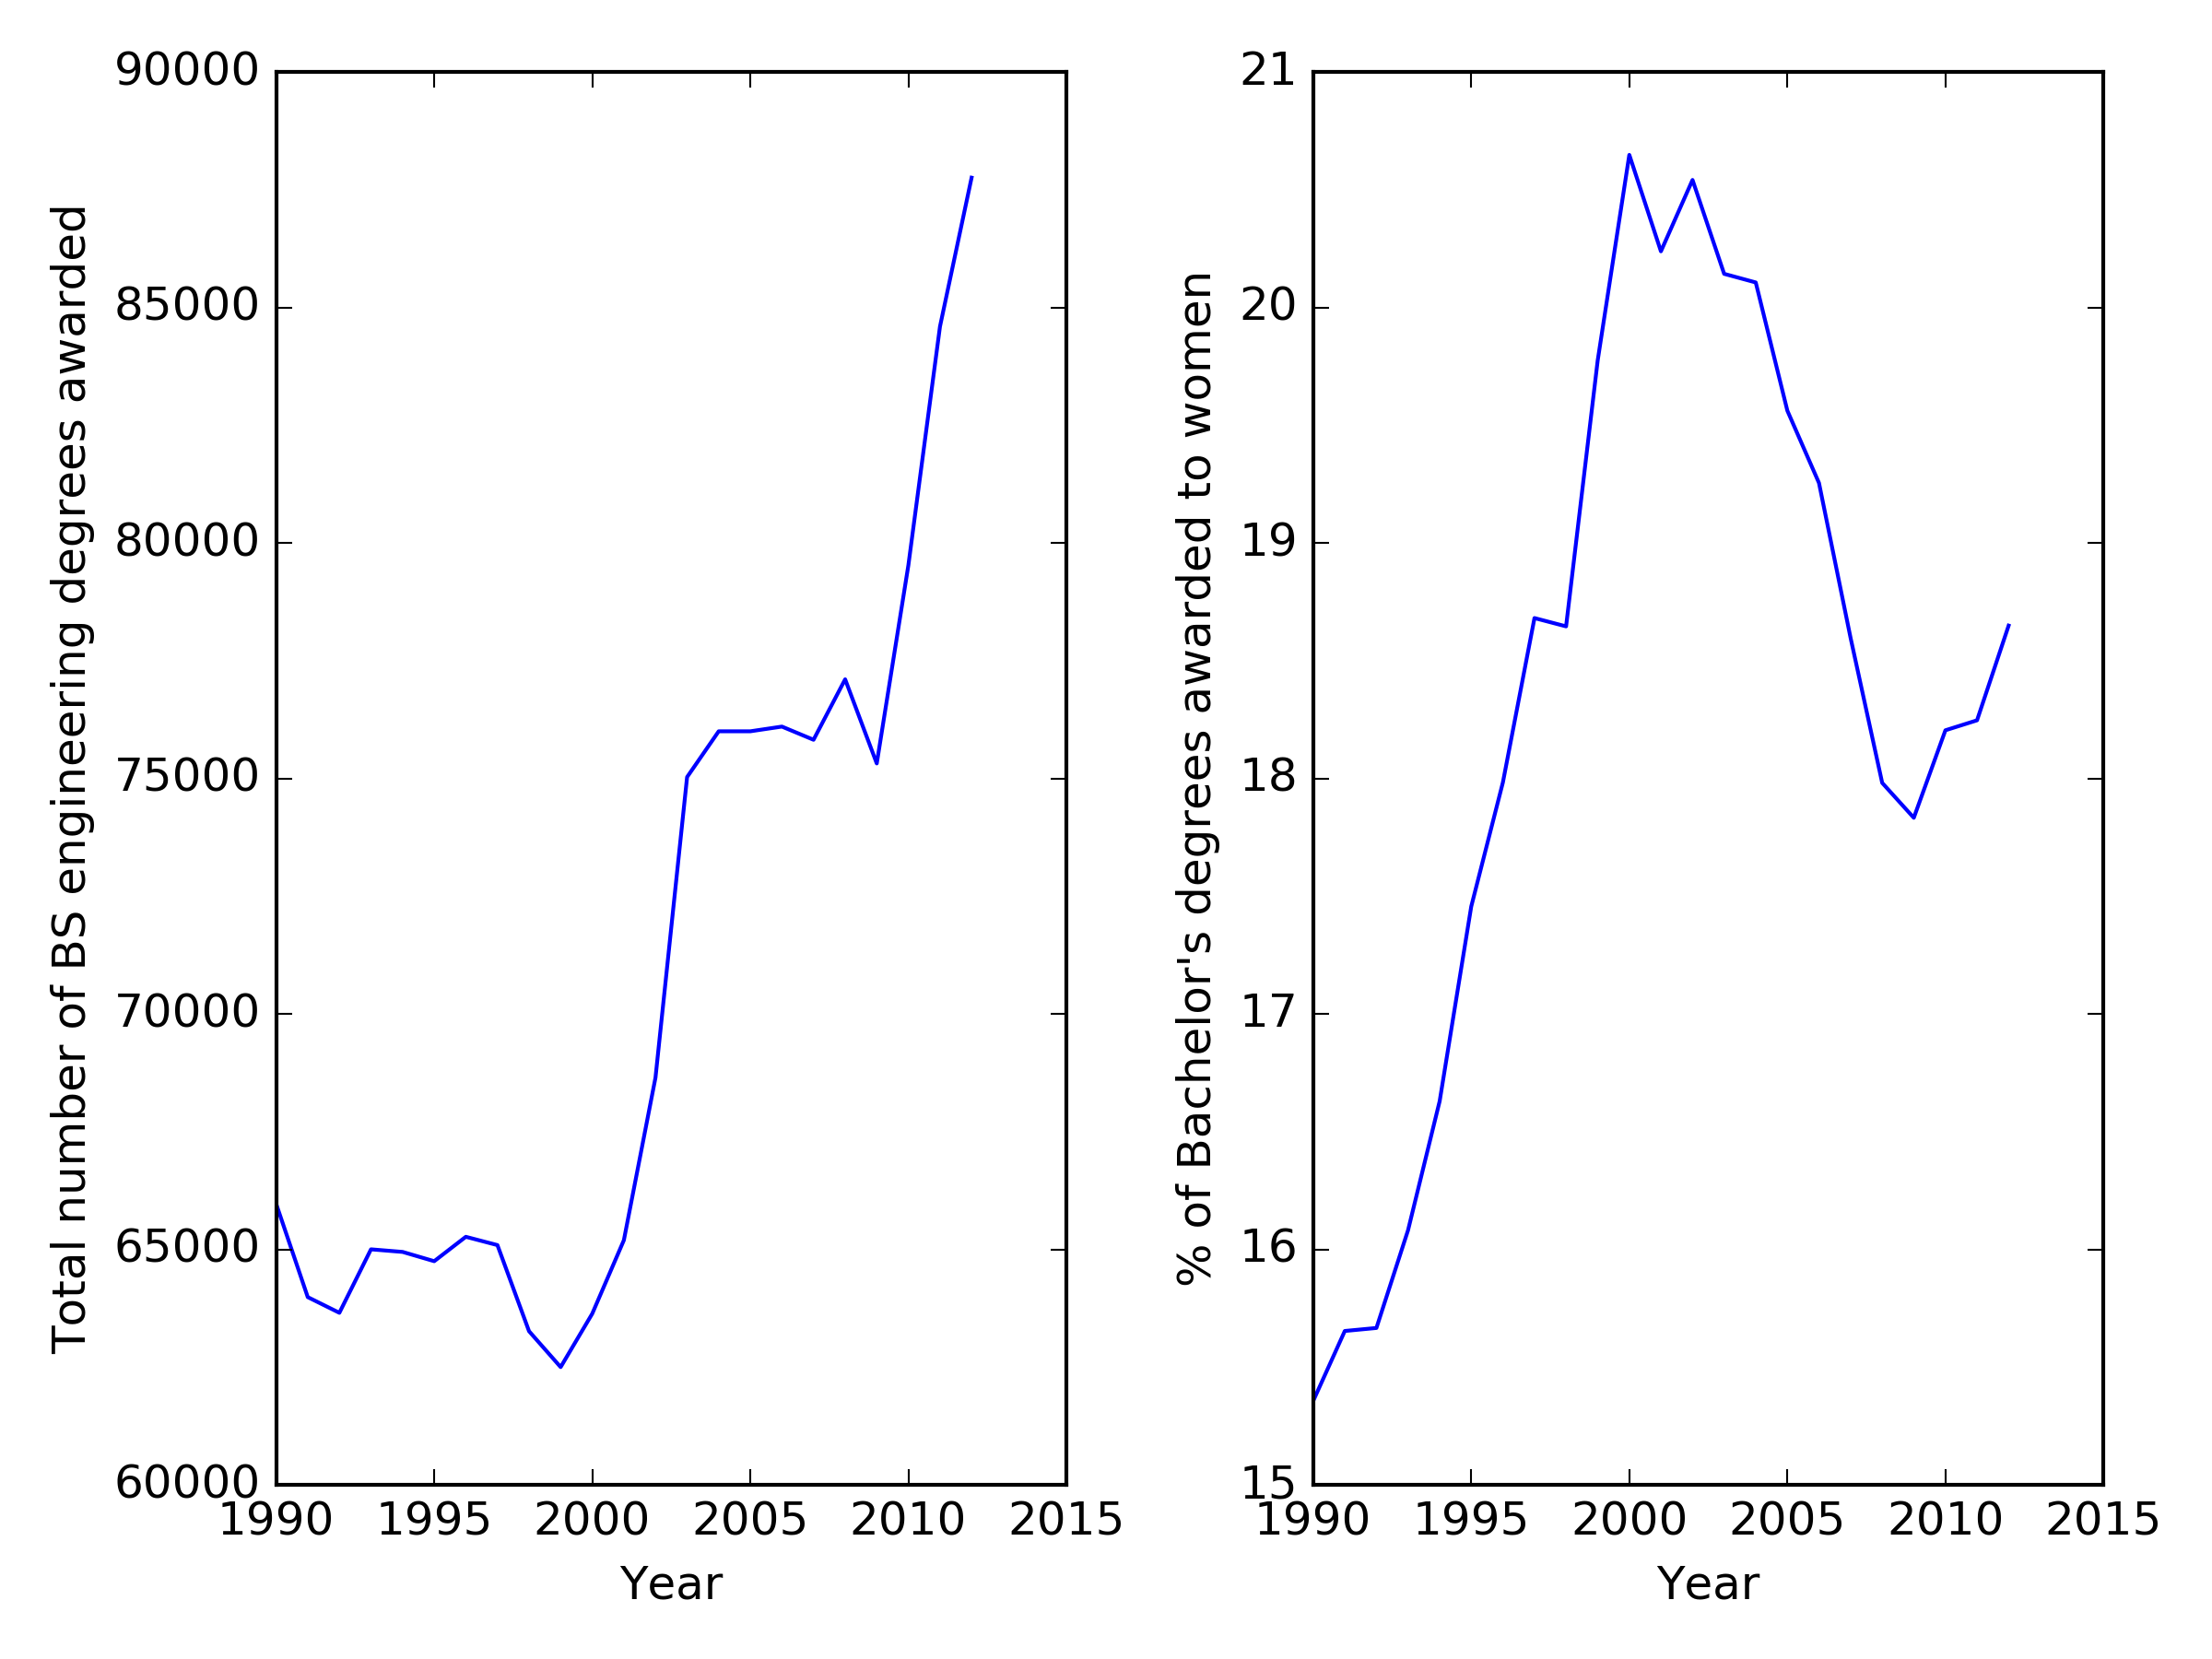 Total number of BS engineering degrees awarded
90000
85000
80000
75000
70000
65000
60000
1990 1995 2000 2005 2010 2015
Year
% of Bachelor's degrees awarded to women
21
20
19
18
17
16
15
1990 1995 2000 2005 2010 2015
Year